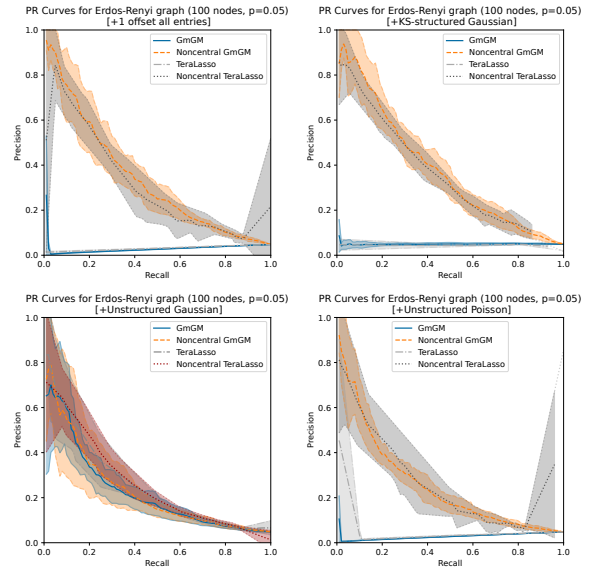 PR Curves for Erdos-Renyi graph (100 nodes, p=0.05)
[+1 offset all entries]
1.0
0.8
0.6
0.4
0.2
0.0
Precision
GmGM
Noncentral GmGM
TeraLasso
Noncentral TeraLasso
0.0 0.2 0.4 0.6 0.8 1.0
Recall
PR Curves for Erdos-Renyi graph (100 nodes, p=0.05)
[+KS-structured Gaussian]
1.0
0.8
0.6
0.4
0.2
0.0
Precision
GmGM
Noncentral GmGM
TeraLasso
Noncentral TeraLasso
0.0 0.2 0.4 0.6 0.8 1.0
Recall
PR Curves for Erdos-Renyi graph (100 nodes, p=0.05)
[+Unstructured Gaussian]
1.0
0.8
0.6
0.4
0.2
0.0
Precision
GmGM
Noncentral GmGM
TeraLasso
Noncentral TeraLasso
0.0 0.2 0.4 0.6 0.8 1.0
Recall
PR Curves for Erdos-Renyi graph (100 nodes, p=0.05)
[+Unstructured Poisson]
1.0
0.8
0.6
0.4
0.2
0.0
Precision
GmGM
Noncentral GmGM
TeraLasso
Noncentral TeraLasso
0.0 0.2 0.4 0.6 0.8 1.0
Recall